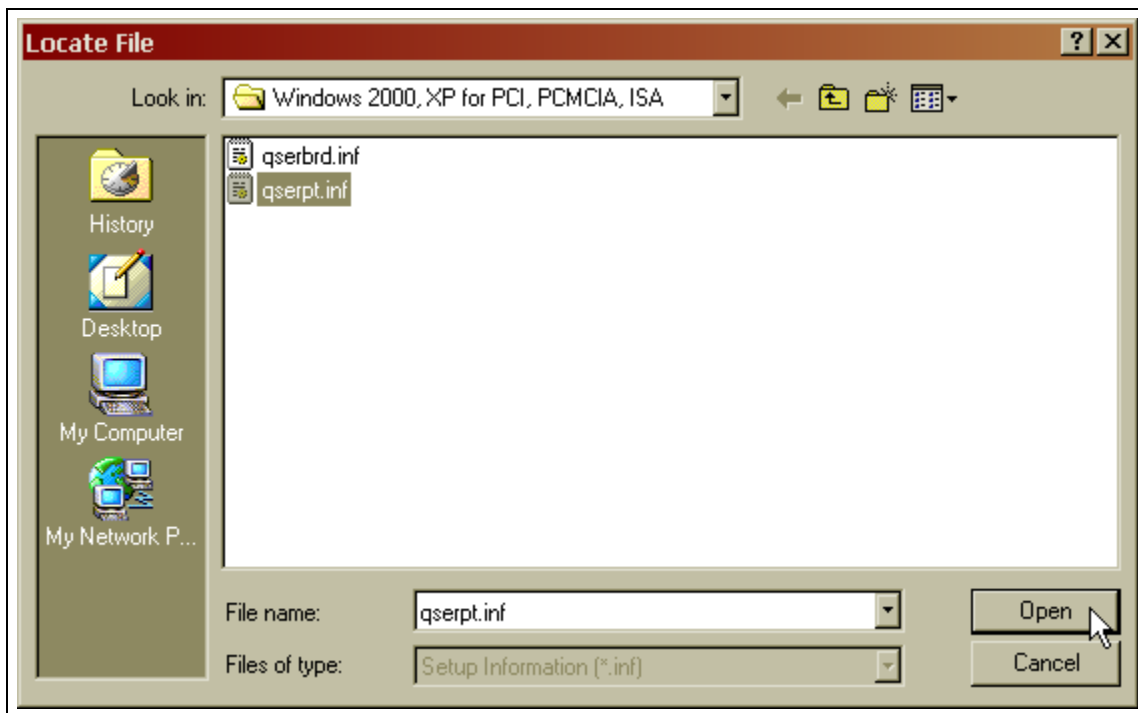 Locate File
Look in: Windows 2000, XP for PCI, PCMCIA, ISA
qserbrd.inf
qserpt.inf
History
Desktop
My Computer
My Network P...
File name: qserpt.inf Open
Files of type: Setup Information (*.inf) Cancel